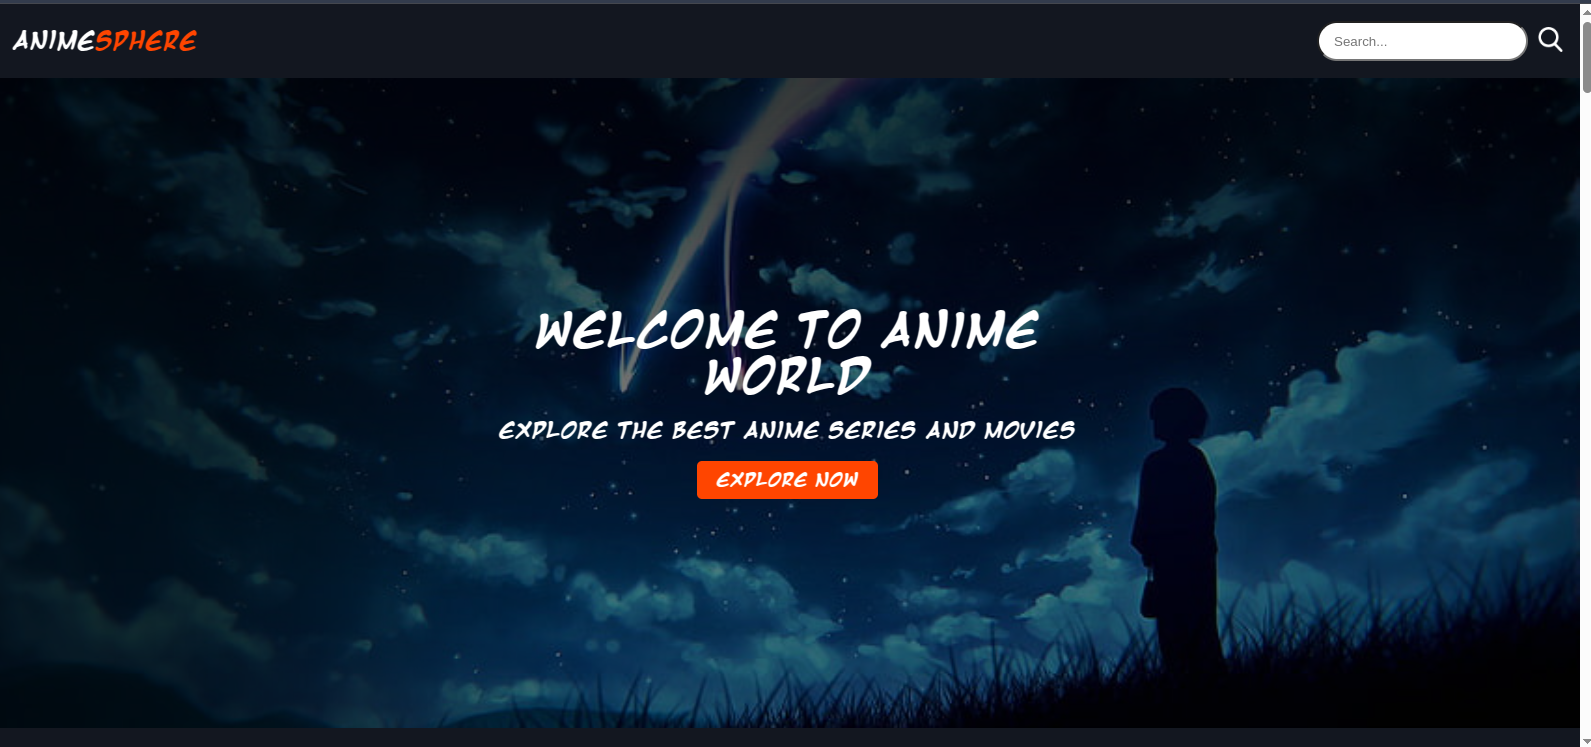 ANIMESPHERE
Search...
WELCOME TO ANIME
WORLD
EXPLORE THE BEST ANIME SERIES AND MOVIES
EXPLORE NOW